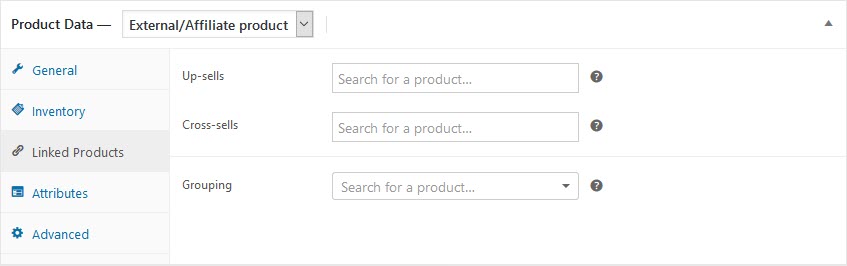 Product Data — External/Affiliate product
General
Inventory
Linked Products
Attributes
Advanced
Up-sells Search for a product... ?
Cross-sells Search for a product... ?
Grouping Search for a product... ?